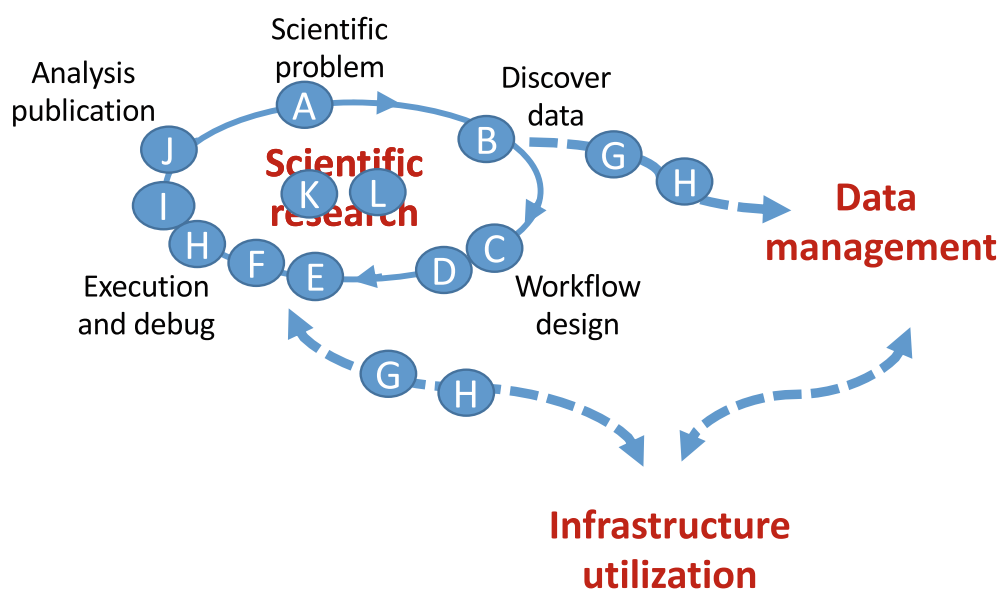 Scientific
problem
Analysis
publication
Discover
data
A
B
J
G
H
I
Scientific
research
K
L
Data
management
H
F
E
D
C
Execution
and debug
Workflow
design
G
H
Infrastructure
utilization